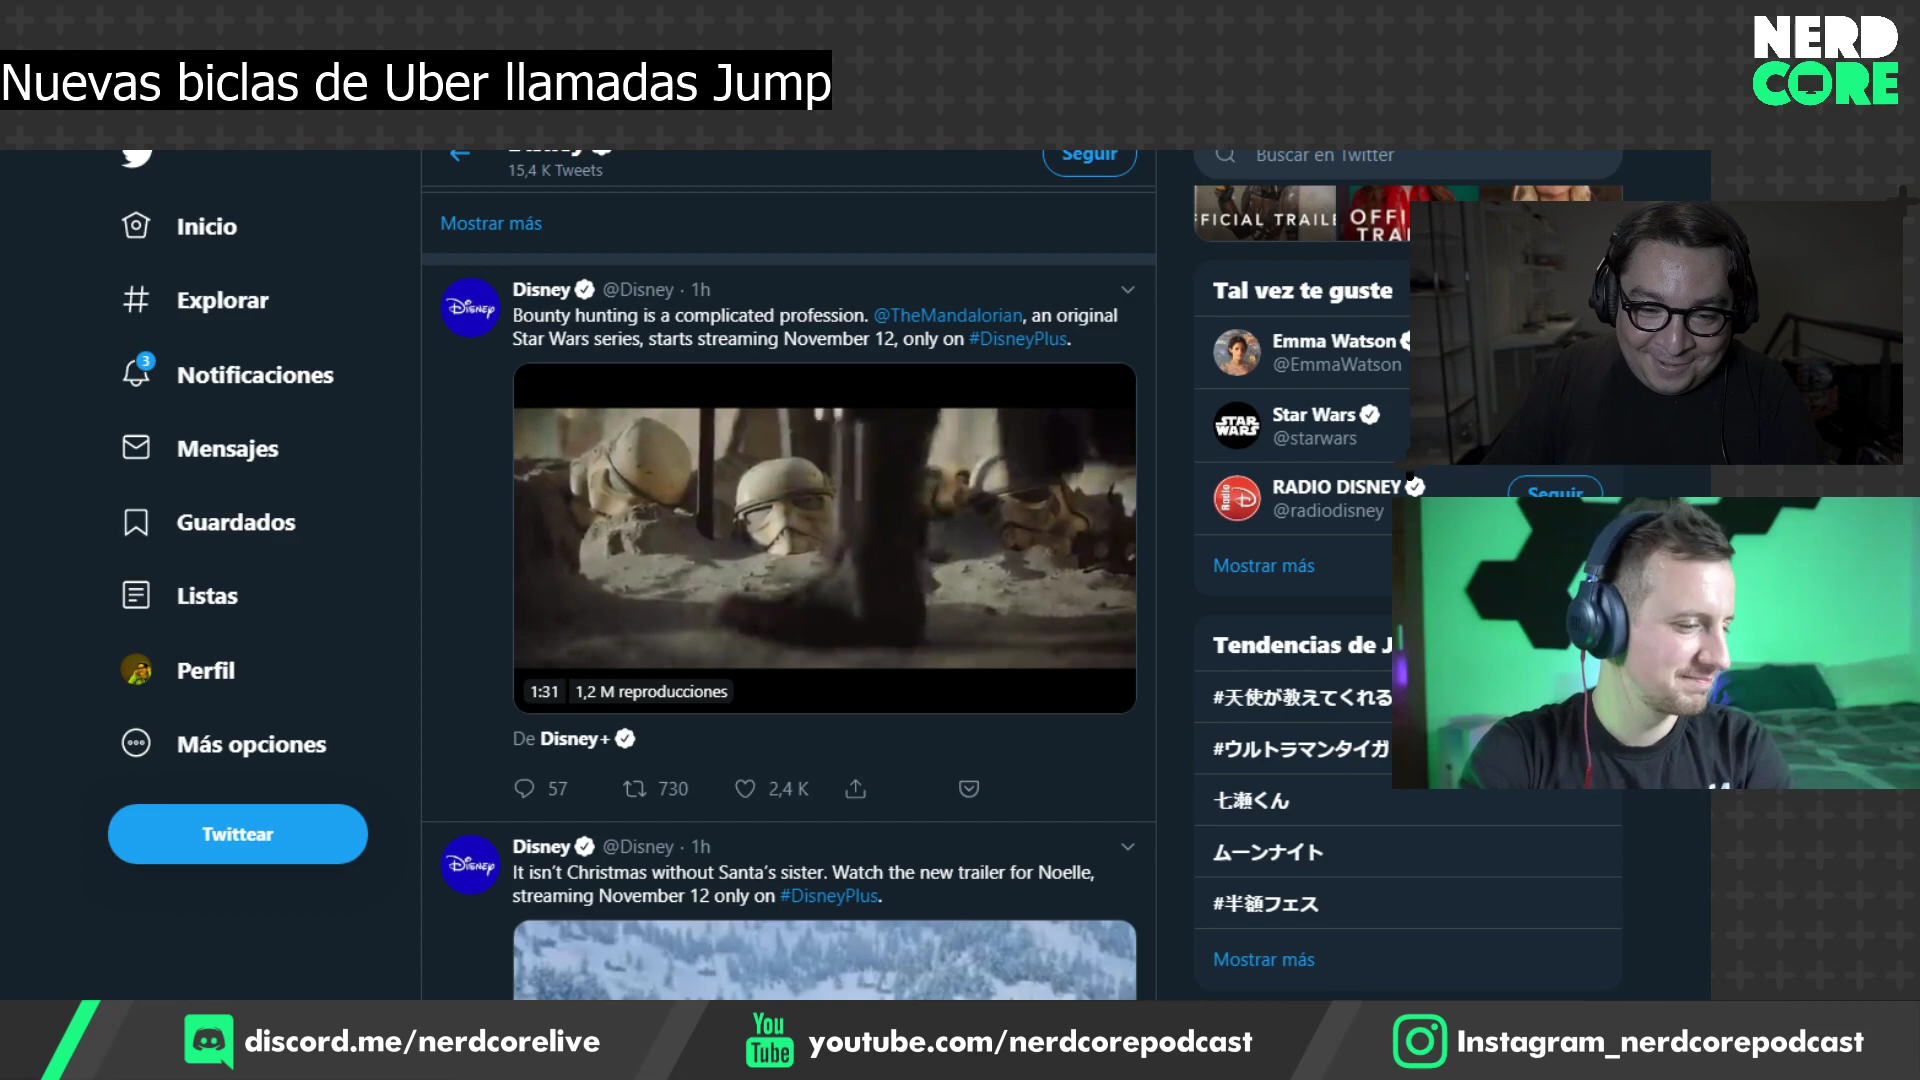 Nuevas biclas de Uber llamadas Jump
NERD
CORE
15,4 K Tweets
Seguir
Buscar en Twitter
Inicio
Explorar
3
Notificaciones
Mensajes
Guardados
Listas
Perfil
Más opciones
Twittear
Mostrar más
Disney @Disney · 1h
Bounty hunting is a complicated profession. @TheMandalorian, an original
Star Wars series, starts streaming November 12, only on #DisneyPlus.
1:31 1,2 M reproducciones
De Disney+
57 730 2,4 K
Disney @Disney · 1h
It isn't Christmas without Santa's sister. Watch the new trailer for Noelle,
streaming November 12 only on #DisneyPlus.
Tal vez te guste
Emma Watson
@EmmaWatson
STAR WARS
Star Wars
@starwars
Radio
RADIO DISNEY
@radiodisney
Seguir
Mostrar más
Tendencias de
#天使が教えてくれる
#ウルトラマンタイガ
七瀬くん
ムーンナイト
#半額フェス
Mostrar más
discord.me/nerdcorelive
You
Tube
youtube.com/nerdcorepodcast
Instagram_nerdcorepodcast